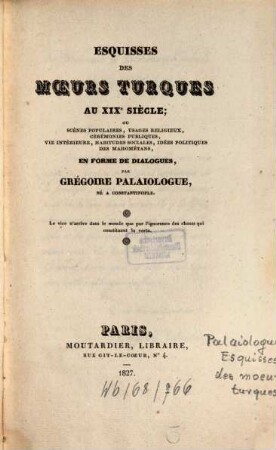 ESQUISSES
DES
MŒURS TURQUES
AU XIXᵉ SIÈCLE;
OU
SCÈNES POPULAIRES, USAGES RELIGIEUX,
CÉRÉMONIES PUBLIQUES,
VIE INTÉRIEURE, HABITUDES SOCIALES, IDÉES POLITIQUES
DES MAHOMÉTANS,
EN FORME DE DIALOGUES,
PAR
GRÉGOIRE PALAIOLOGUE,
NÉ A CONSTANTINOPLE.
Le vice n'arrive dans le monde que par l'ignorance des choses qui
constituent la vertu.
PARIS,
MOUTARDIER, LIBRAIRE,
RUE GIT-LE-CŒUR, Nº 4.
1827.
Wb/68/766
Palaiologue
Esquisses
des moeurs
turques